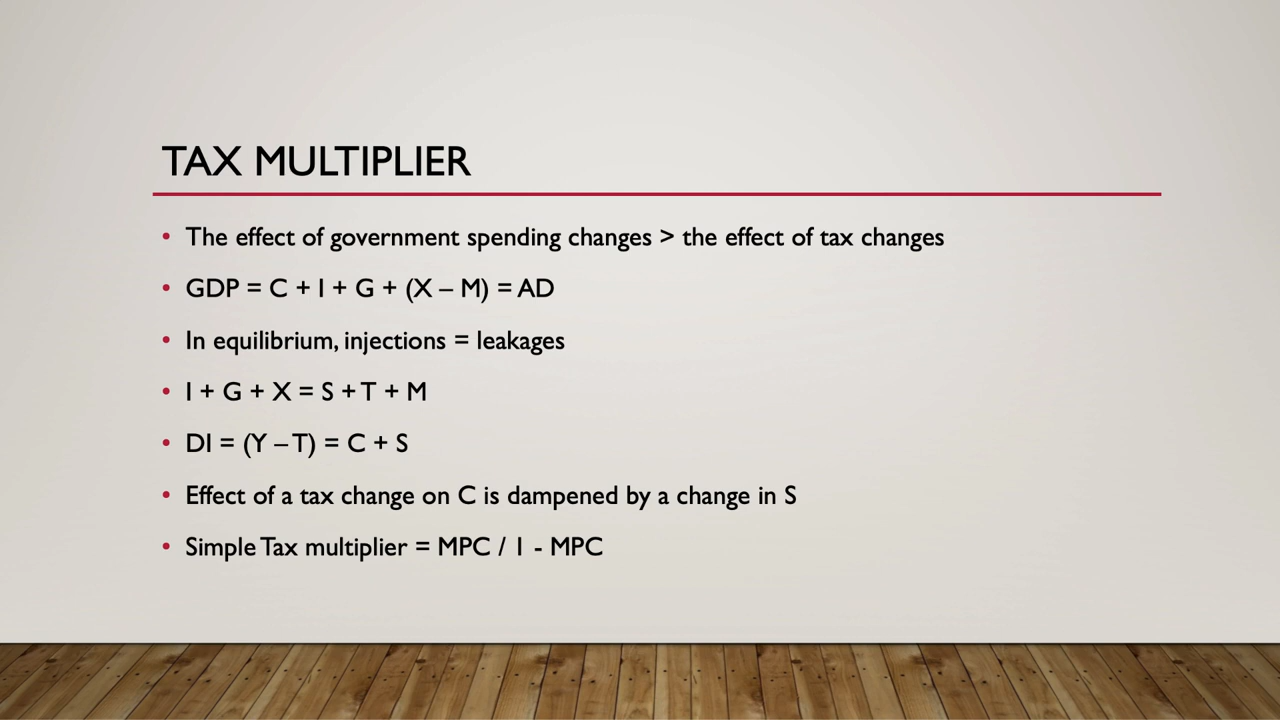 TAX MULTIPLIER
• The effect of government spending changes > the effect of tax changes
• GDP = C + I + G + (X – M) = AD
• In equilibrium, injections = leakages
• I + G + X = S + T + M
• DI = (Y – T) = C + S
• Effect of a tax change on C is dampened by a change in S
• Simple Tax multiplier = MPC / 1 - MPC